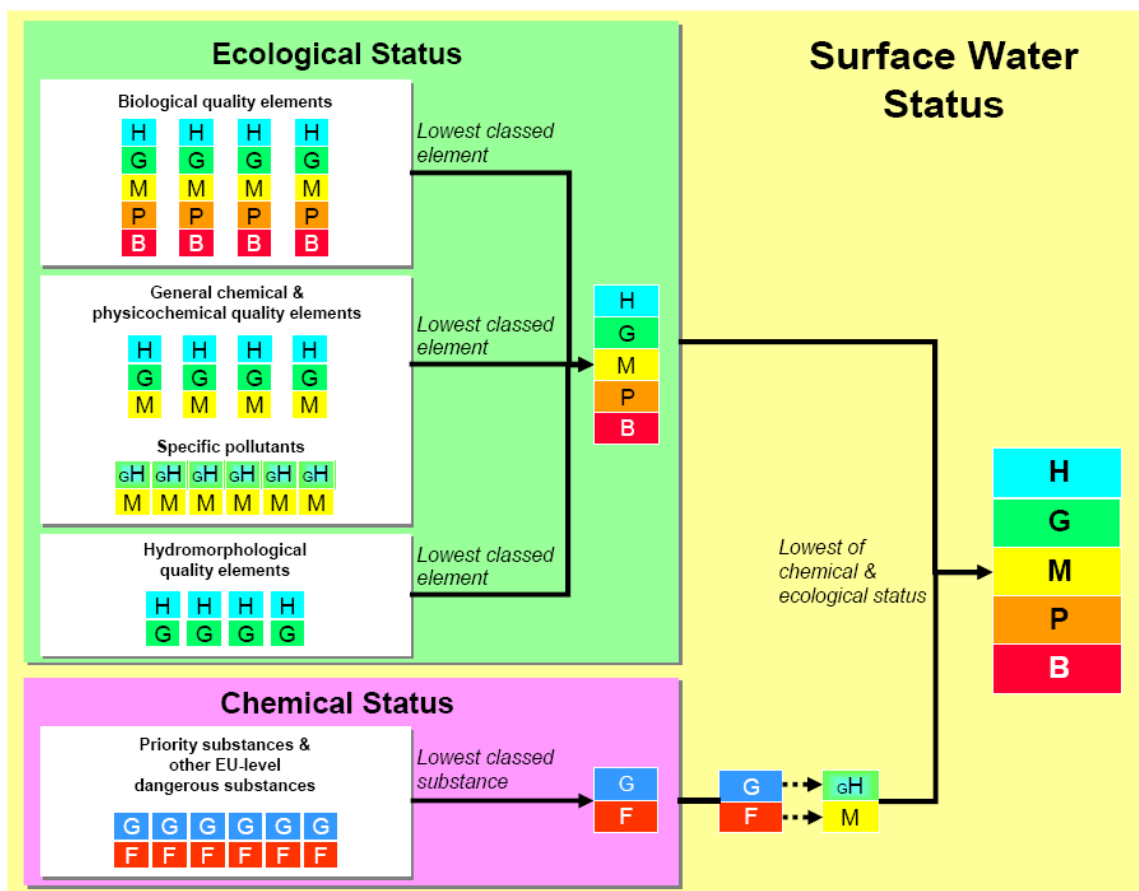 Ecological Status
Surface Water
Status
Biological quality elements
H H H H
G G G G
M M M M
P P P P
B B B B
Lowest classed
element
General chemical &
physicochemical quality elements
H H H H
G G G G
M M M M
Lowest classed
element
Specific pollutants
GH GH GH GH GH GH
M M M M M M
Hydromorphological
quality elements
H H H H
G G G G
Lowest classed
element
H
G
M
P
B
Lowest of
chemical &
ecological status
H
G
M
P
B
Chemical Status
Priority substances &
other EU-level
dangerous substances
G G G G G G
F F F F F F
Lowest classed
substance
G
F
G
F
GH
M